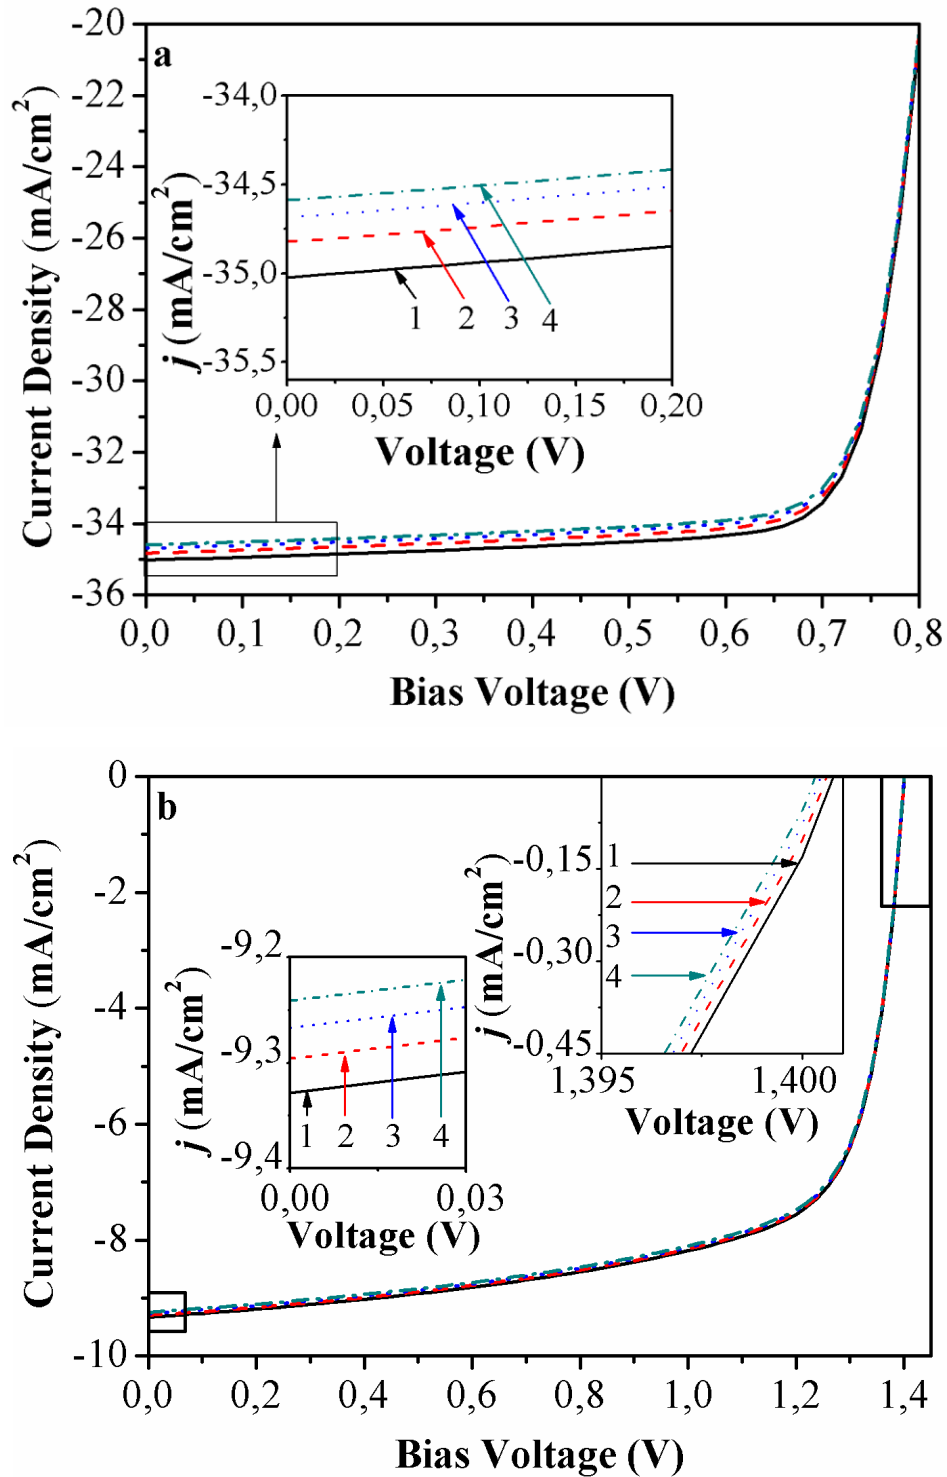 a
Current Density (mA/cm²)
-20
-22
-24
-26
-28
-30
-32
-34
-36
j (mA/cm²)
-34,0
-34,5
-35,0
-35,5
1 2 3 4
0,00 0,05 0,10 0,15 0,20
Voltage (V)
0,0 0,1 0,2 0,3 0,4 0,5 0,6 0,7 0,8
Bias Voltage (V)
b
Current Density (mA/cm²)
0
-2
-4
-6
-8
-10
j (mA/cm²)
-0,15
-0,30
-0,45
1
2
3
4
1,395 1,400
Voltage (V)
j (mA/cm²)
-9,2
-9,3
-9,4
1 2 3 4
0,00 0,03
Voltage (V)
0,0 0,2 0,4 0,6 0,8 1,0 1,2 1,4
Bias Voltage (V)